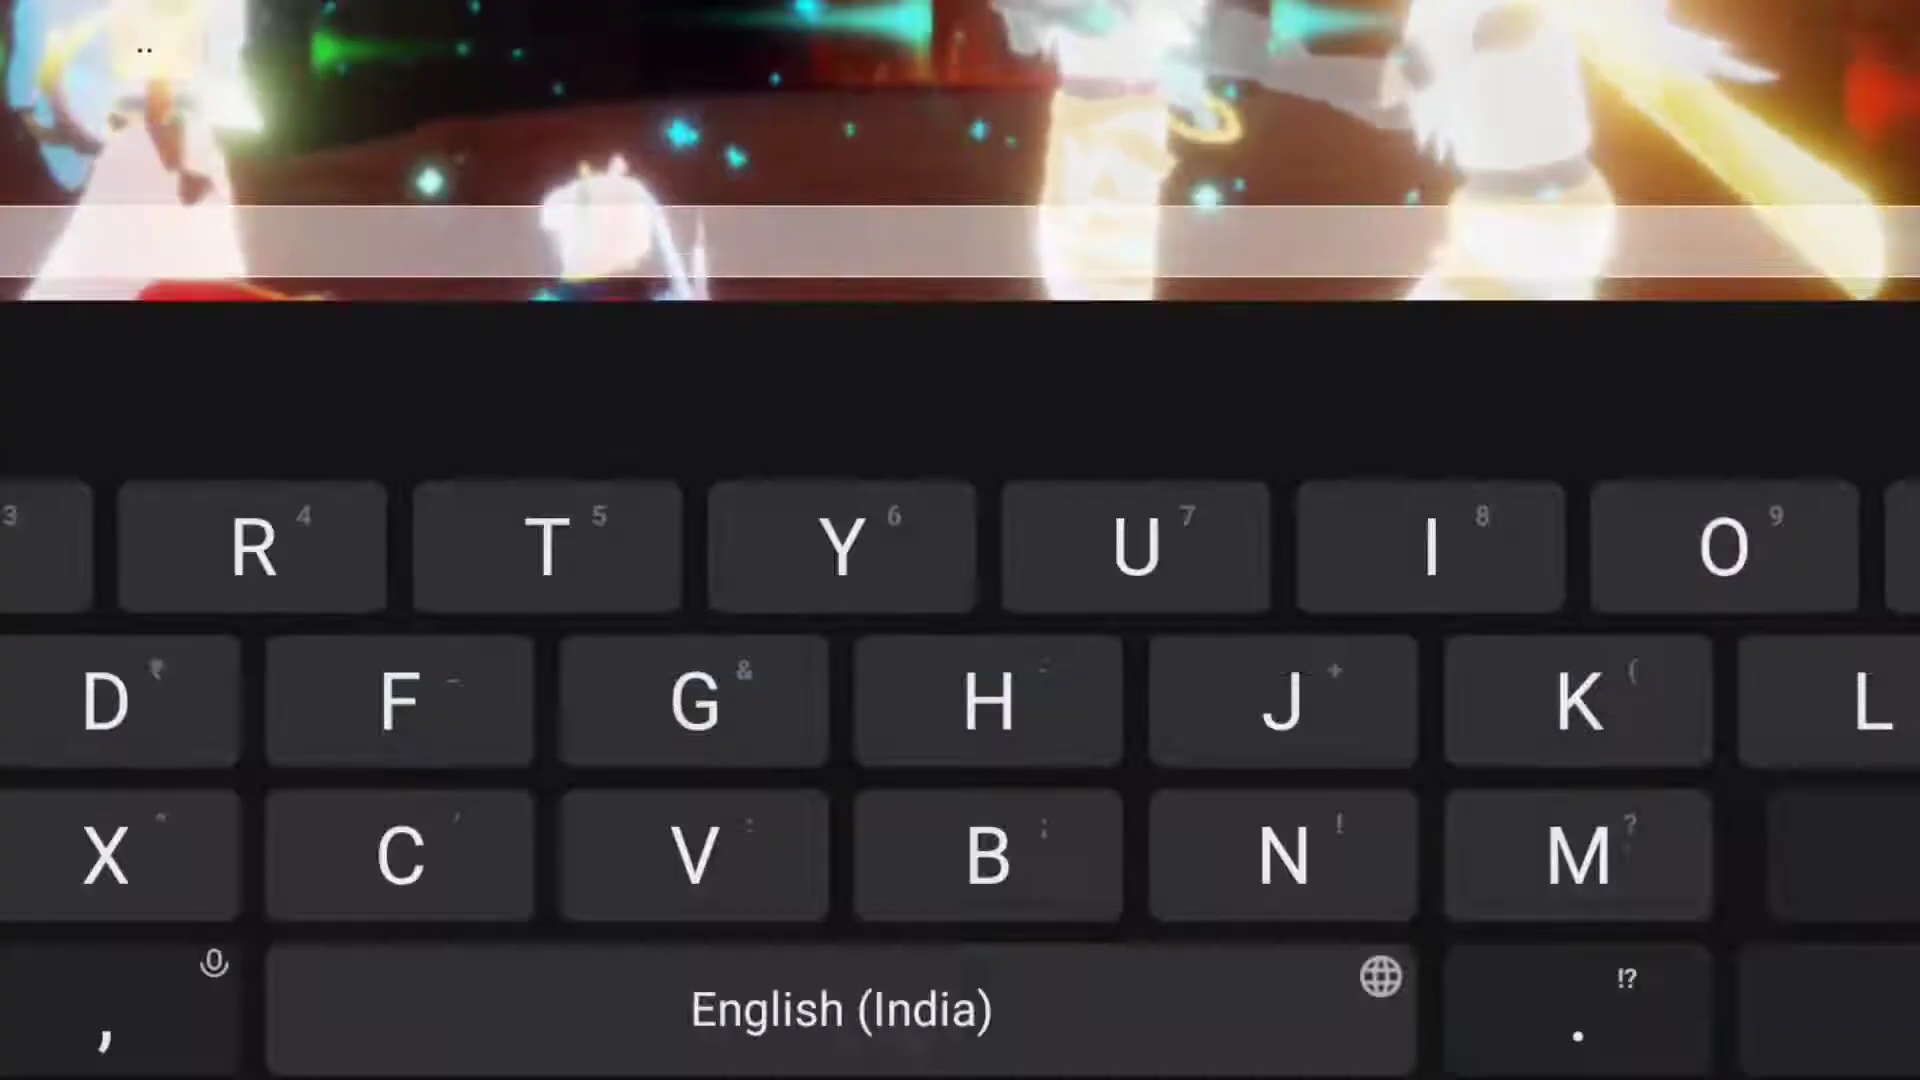 ..
3 R 4 T 5 Y 6 U 7 I 8 O 9
D ₹ F _ G & H - J + K ( L
X " C ' V : B ; N ! M ?
, English (India) . !?